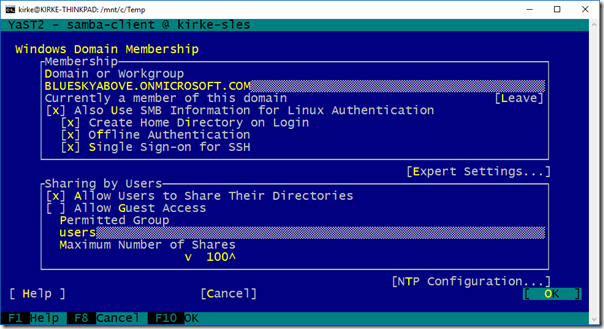 kirke@KIRKE-THINKPAD: /mnt/c/Temp
YaST2 - samba-client @ kirke-sles
Windows Domain Membership
Membership
Domain or Workgroup
BLUESKYABOVE.ONMICROSOFT.COM
Currently a member of this domain [Leave]
[x] Also Use SMB Information for Linux Authentication
[x] Create Home Directory on Login
[x] Offline Authentication
[x] Single Sign-on for SSH
[Expert Settings...]
Sharing by Users
[x] Allow Users to Share Their Directories
[ ] Allow Guest Access
Permitted Group
users
Maximum Number of Shares
v 100^
[NTP Configuration...]
[ Help ] [Cancel] [ OK ]
F1 Help F8 Cancel F10 OK